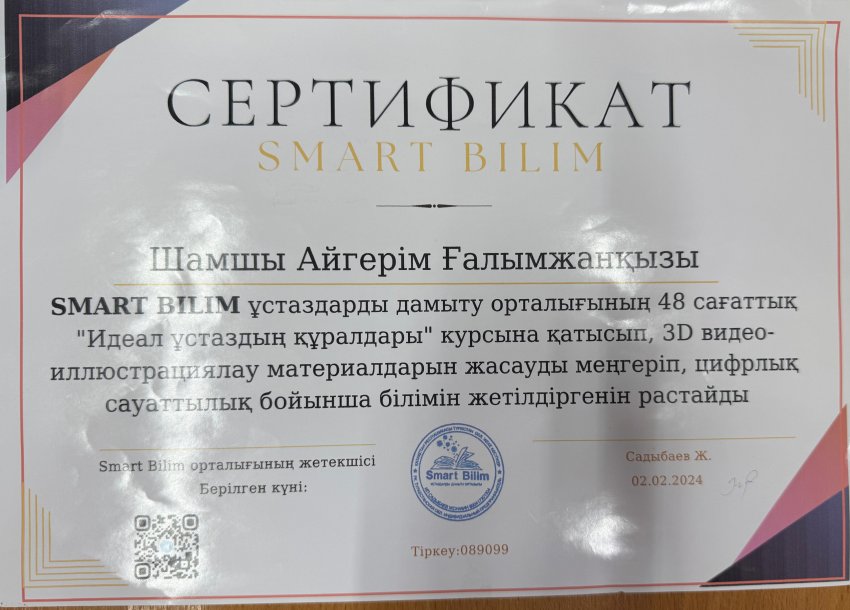 СЕРТИФИКАТ
SMART BILIM
Шамшы Айгерім Ғалымжанқызы
SMART BILIM ұстаздарды дамыту орталығының 48 сағаттық
"Идеал ұстаздың құралдары" курсына қатысып, 3D видео-
иллюстрациялау материалдарын жасауды меңгеріп, цифрлық
сауаттылық бойынша білімін жетілдіргенін растайды
Smart Bilim орталығының жетекшісі
Садыбаев Ж.
Берілген күні:
02.02.2024
Smart Bilim
Тіркеу:089099